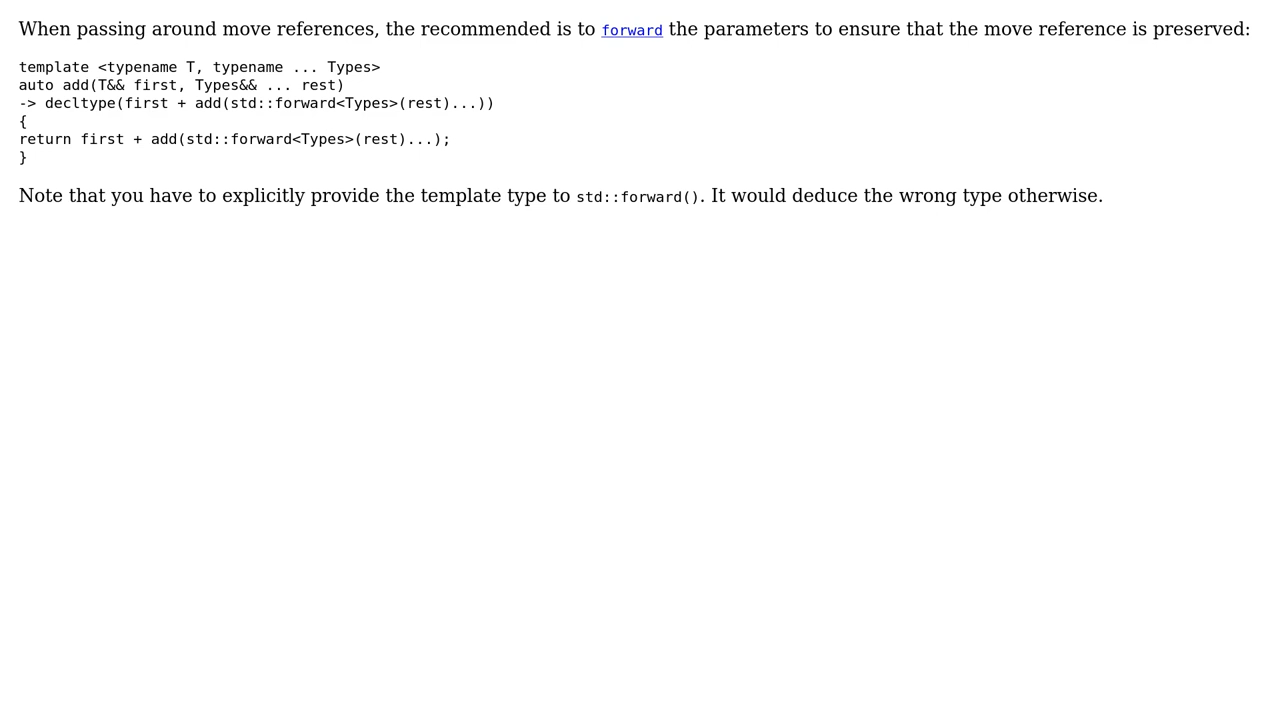 When passing around move references, the recommended is to forward the parameters to ensure that the move reference is preserved:
template <typename T, typename ... Types>
auto add(T&& first, Types&& ... rest)
-> decltype(first + add(std::forward<Types>(rest)...))
{
return first + add(std::forward<Types>(rest)...);
}
Note that you have to explicitly provide the template type to std::forward(). It would deduce the wrong type otherwise.